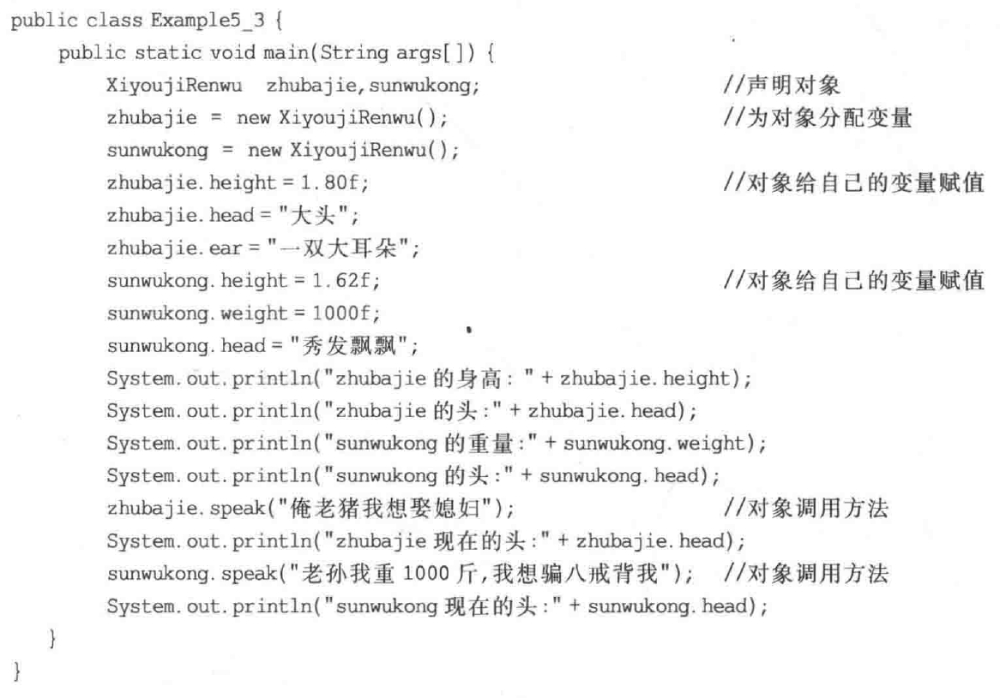 public class Example5_3 {
    public static void main(String args[]) {
        XiyoujiRenwu  zhubajie,sunwukong;                //声明对象
        zhubajie = new XiyoujiRenwu();                   //为对象分配变量
        sunwukong = new XiyoujiRenwu();
        zhubajie.height = 1.80f;                         //对象给自己的变量赋值
        zhubajie.head = "大头";
        zhubajie.ear = "一双大耳朵";
        sunwukong.height = 1.62f;                        //对象给自己的变量赋值
        sunwukong.weight = 1000f;
        sunwukong.head = "秀发飘飘";
        System.out.println("zhubajie 的身高: " + zhubajie.height);
        System.out.println("zhubajie 的头:" + zhubajie.head);
        System.out.println("sunwukong 的重量:" + sunwukong.weight);
        System.out.println("sunwukong 的头:" + sunwukong.head);
        zhubajie.speak("俺老猪我想娶媳妇");                //对象调用方法
        System.out.println("zhubajie 现在的头:" + zhubajie.head);
        sunwukong.speak("老孙我重 1000 斤,我想骗八戒背我");  //对象调用方法
        System.out.println("sunwukong 现在的头:" + sunwukong.head);
    }
}